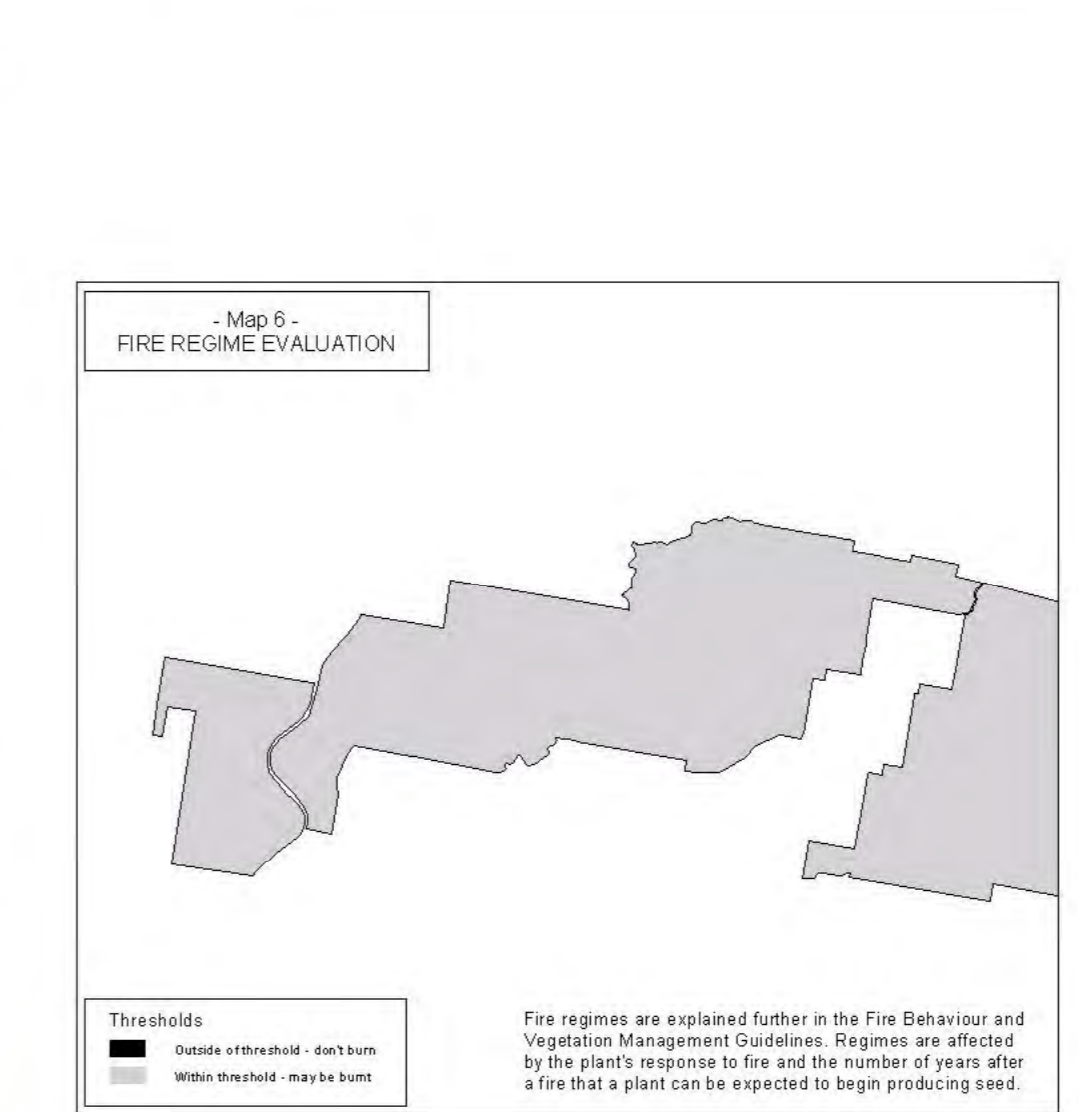 - Map 6 -
FIRE REGIME EVALUATION
Thresholds
Outside of threshold - don't burn
Within threshold - may be burnt
Fire regimes are explained further in the Fire Behaviour and
Vegetation Management Guidelines. Regimes are affected
by the plant's response to fire and the number of years after
a fire that a plant can be expected to begin producing seed.